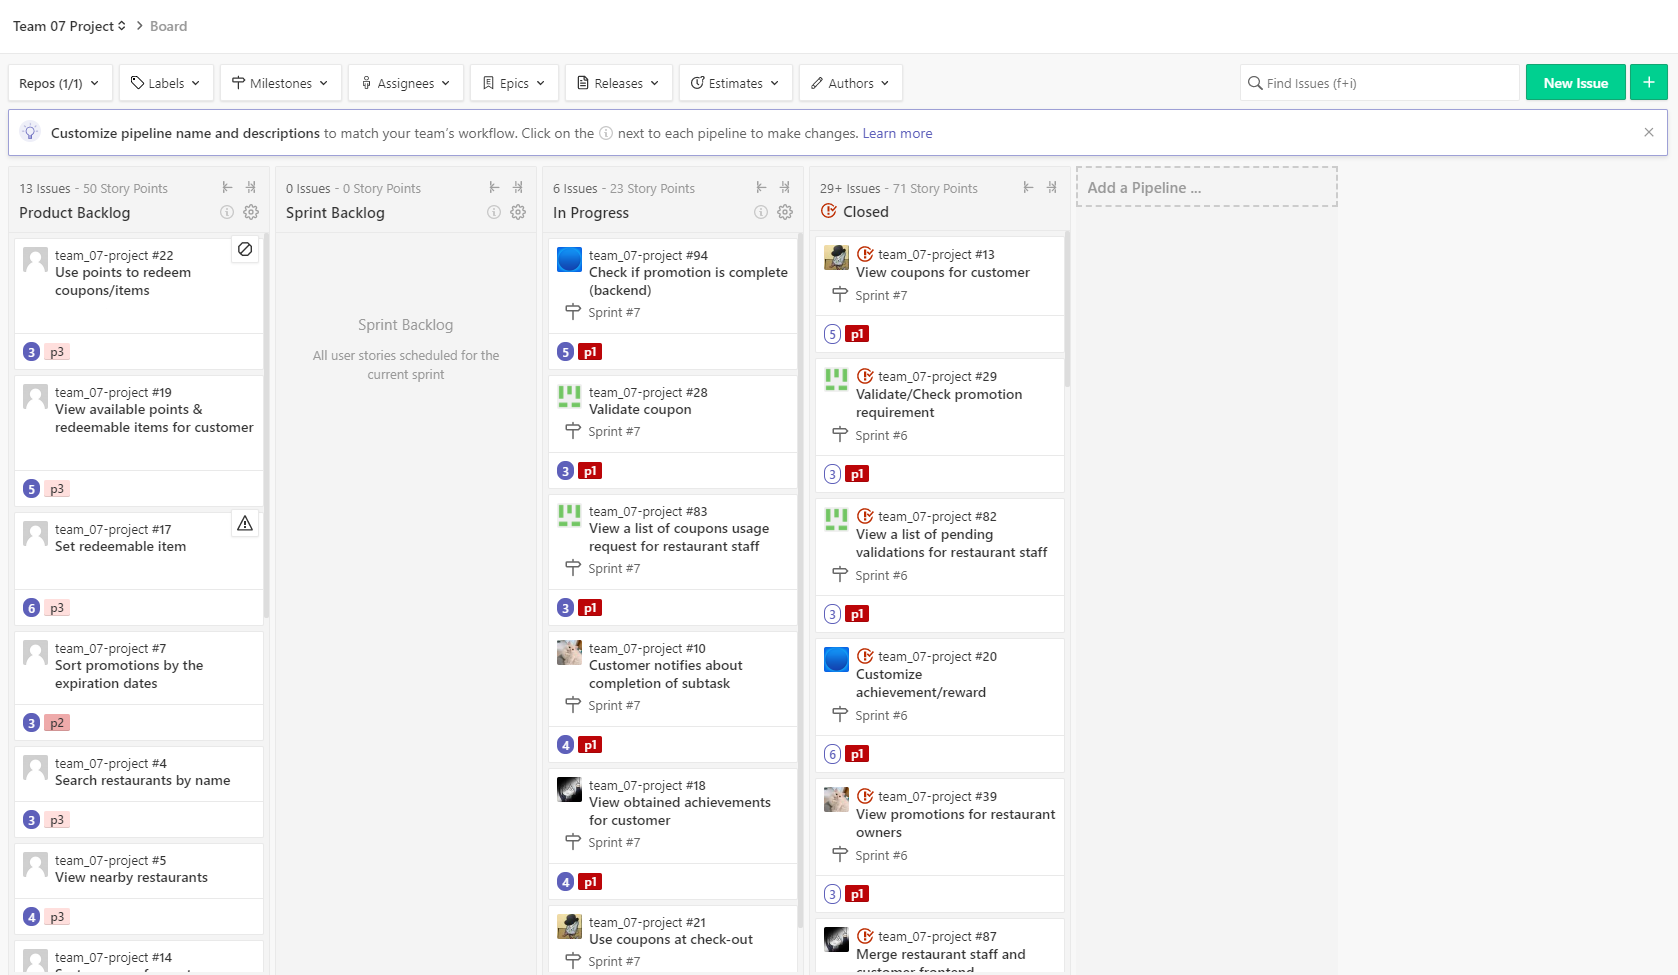 Team 07 Project
Board
Repos (1/1)
Labels
Milestones
Assignees
Epics
Releases
Estimates
Authors
Find Issues (f+i)
New Issue
+
Customize pipeline name and descriptions to match your team's workflow. Click on the ⓘ next to each pipeline to make changes. Learn more
13 Issues - 50 Story Points
Product Backlog
team_07-project #22
Use points to redeem
coupons/items
3 p3
team_07-project #19
View available points &
redeemable items for customer
5 p3
team_07-project #17
Set redeemable item
6 p3
team_07-project #7
Sort promotions by the
expiration dates
3 p2
team_07-project #4
Search restaurants by name
3 p3
team_07-project #5
View nearby restaurants
4 p3
team_07-project #14
0 Issues - 0 Story Points
Sprint Backlog
Sprint Backlog
All user stories scheduled for the
current sprint
6 Issues - 23 Story Points
In Progress
team_07-project #94
Check if promotion is complete
(backend)
Sprint #7
5 p1
team_07-project #28
Validate coupon
Sprint #7
3 p1
team_07-project #83
View a list of coupons usage
request for restaurant staff
Sprint #7
3 p1
team_07-project #10
Customer notifies about
completion of subtask
Sprint #7
4 p1
team_07-project #18
View obtained achievements
for customer
Sprint #7
4 p1
team_07-project #21
Use coupons at check-out
Sprint #7
29+ Issues - 71 Story Points
Closed
team_07-project #13
View coupons for customer
Sprint #7
5 p1
team_07-project #29
Validate/Check promotion
requirement
Sprint #6
3 p1
team_07-project #82
View a list of pending
validations for restaurant staff
Sprint #6
3 p1
team_07-project #20
Customize
achievement/reward
Sprint #6
6 p1
team_07-project #39
View promotions for restaurant
owners
Sprint #6
3 p1
team_07-project #87
Merge restaurant staff and
customer frontend
Add a Pipeline ...